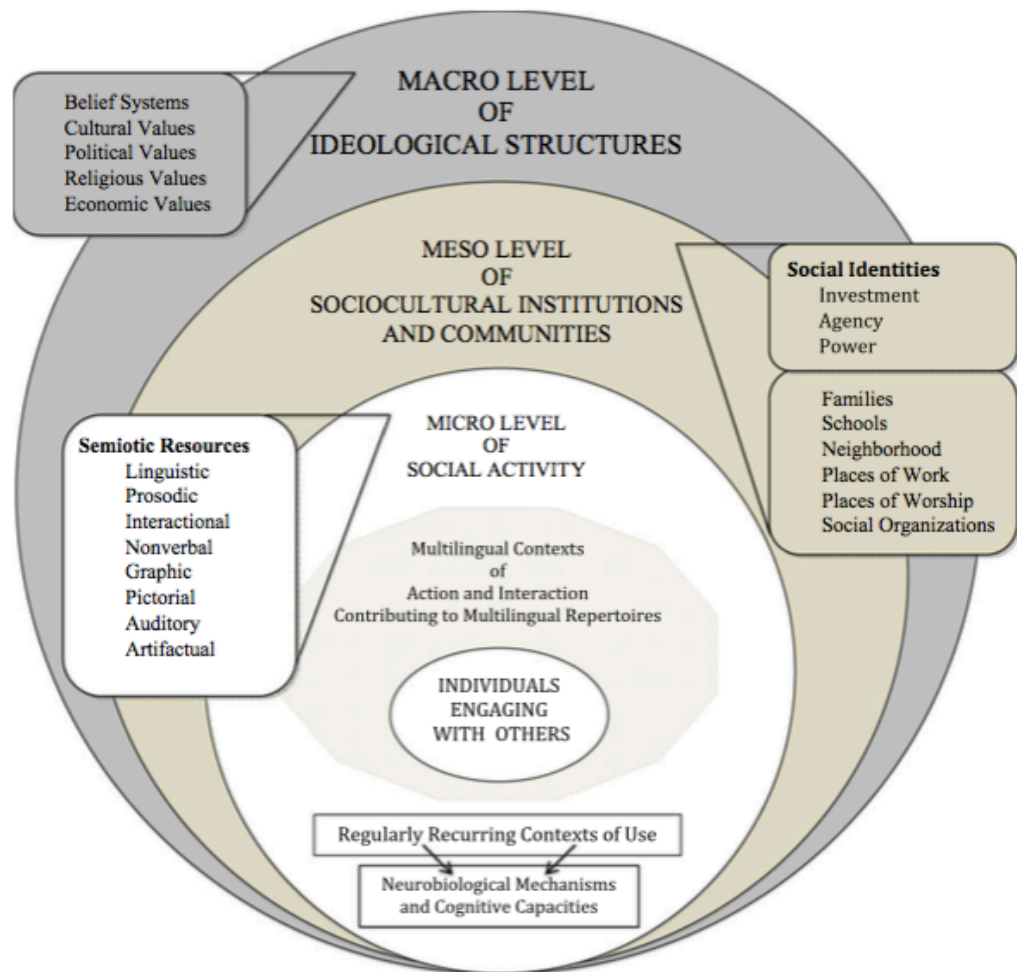 MACRO LEVEL
OF
IDEOLOGICAL STRUCTURES
Belief Systems
Cultural Values
Political Values
Religious Values
Economic Values
MESO LEVEL
OF
SOCIOCULTURAL INSTITUTIONS
AND COMMUNITIES
Social Identities
Investment
Agency
Power
Families
Schools
Neighborhood
Places of Work
Places of Worship
Social Organizations
MICRO LEVEL
OF
SOCIAL ACTIVITY
Semiotic Resources
Linguistic
Prosodic
Interactional
Nonverbal
Graphic
Pictorial
Auditory
Artifactual
Multilingual Contexts
of
Action and Interaction
Contributing to Multilingual Repertoires
INDIVIDUALS
ENGAGING
WITH OTHERS
Regularly Recurring Contexts of Use
Neurobiological Mechanisms
and Cognitive Capacities